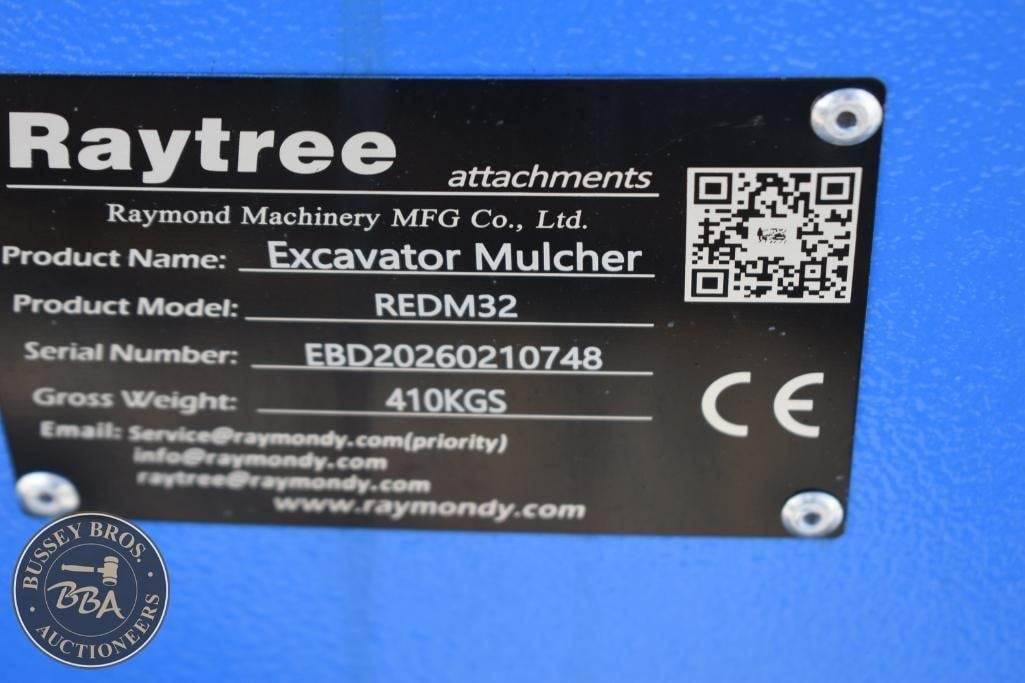 Raytree
attachments
Raymond Machinery MFG Co., Ltd.
Product Name: Excavator Mulcher
Product Model: REDM32
Serial Number: EBD20260210748
Gross Weight: 410KGS
Email: Service@raymondy.com(priority)
info@raymondy.com
raytree@raymondy.com
www.raymondy.com
CE
BUSSEY BROS.
BBA
AUCTIONEERS